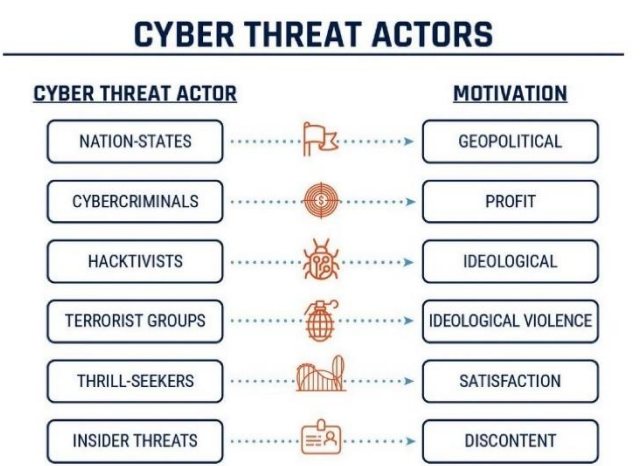 CYBER THREAT ACTORS
CYBER THREAT ACTOR
MOTIVATION
NATION-STATES
GEOPOLITICAL
CYBERCRIMINALS
$
PROFIT
HACKTIVISTS
IDEOLOGICAL
TERRORIST GROUPS
IDEOLOGICAL VIOLENCE
THRILL-SEEKERS
SATISFACTION
INSIDER THREATS
DISCONTENT